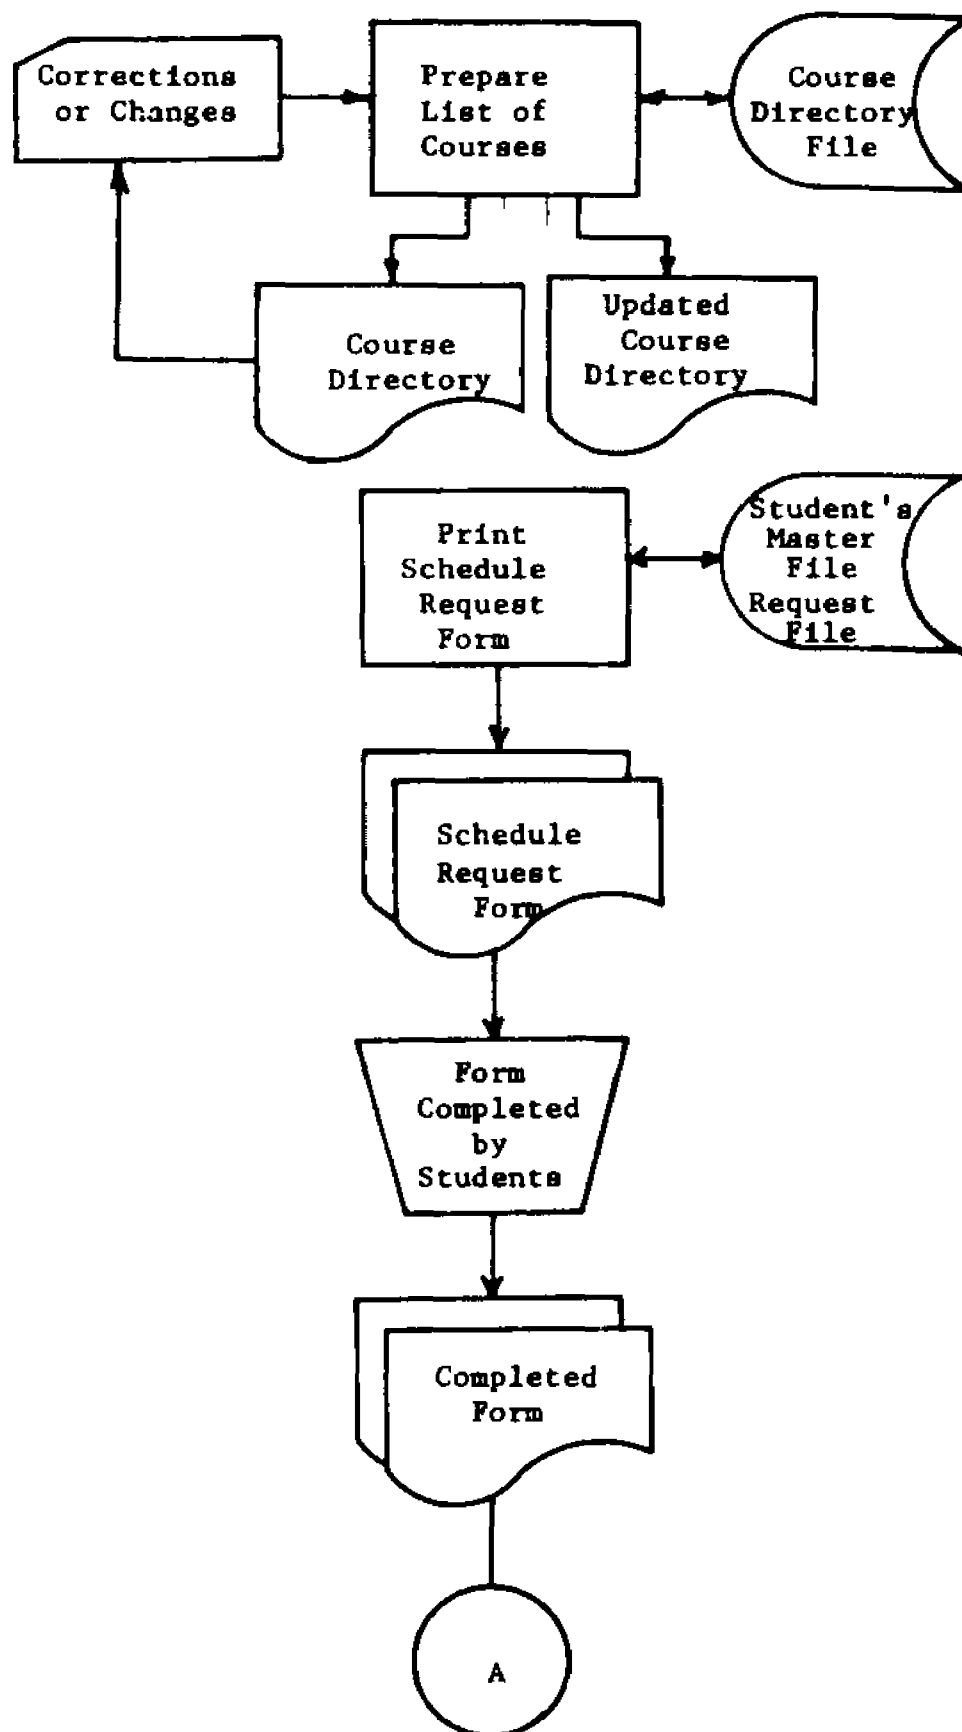 Corrections
or Changes
Prepare
List of
Courses
Course
Directory
File
Course
Directory
Updated
Course
Directory
Print
Schedule
Request
Form
Student's
Master
File
Request
File
Schedule
Request
Form
Form
Completed
by
Students
Completed
Form
A